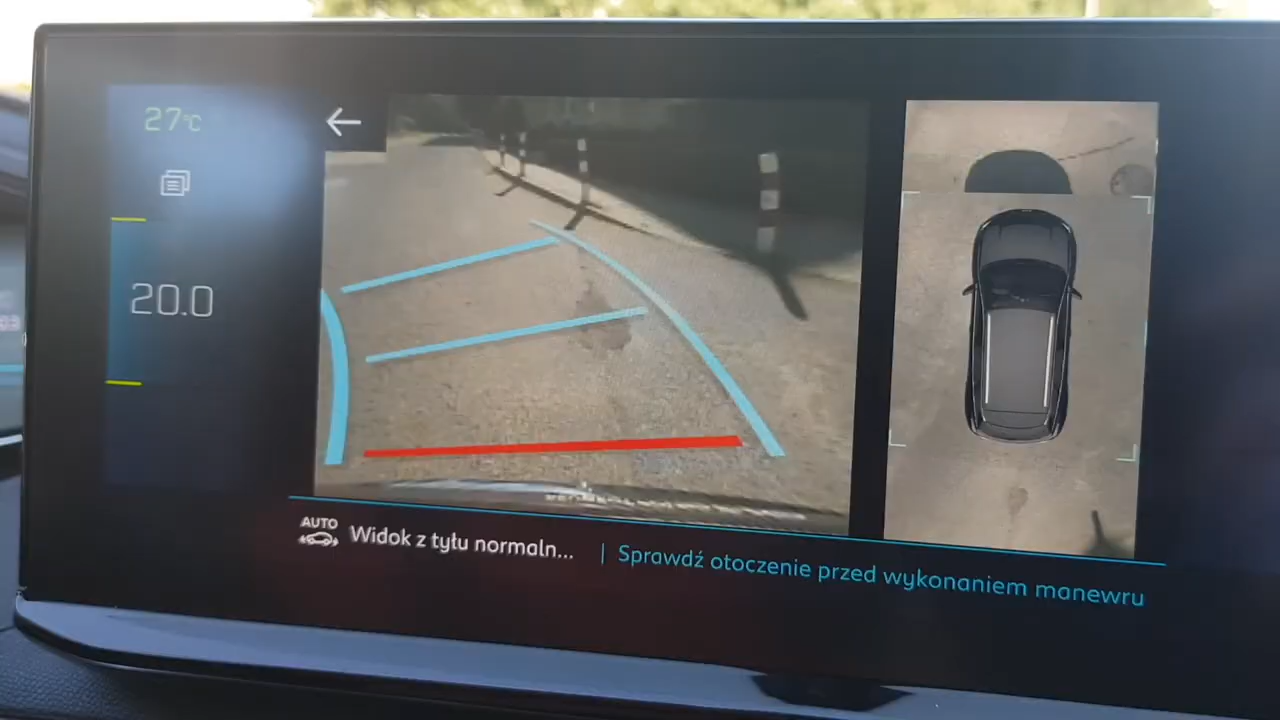 27°C
20.0
AUTO
Widok z tyłu normaln...
| Sprawdź otoczenie przed wykonaniem manewru